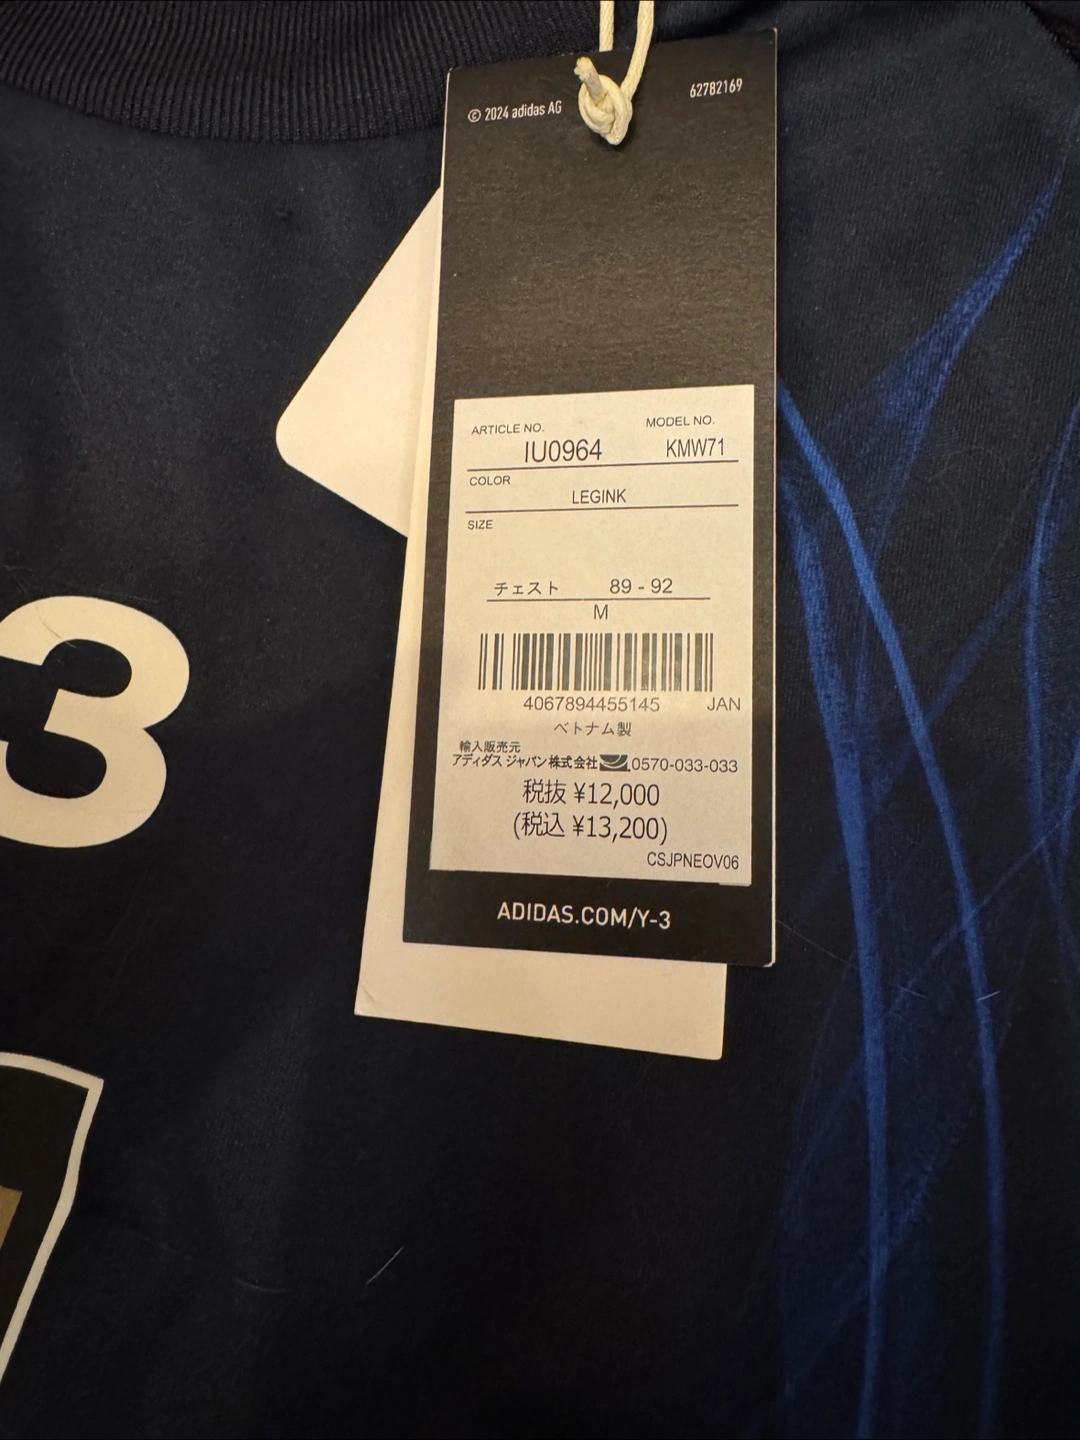 © 2024 adidas AG
62782169
ARTICLE NO. MODEL NO.
IU0964 KMW71
COLOR
LEGINK
SIZE
チェスト 89 - 92
M
4067894455145 JAN
ベトナム製
輸入販売元
アディダス ジャパン株式会社 0570-033-033
税抜 ¥12,000
(税込 ¥13,200)
CSJPNEOV06
ADIDAS.COM/Y-3
3
1